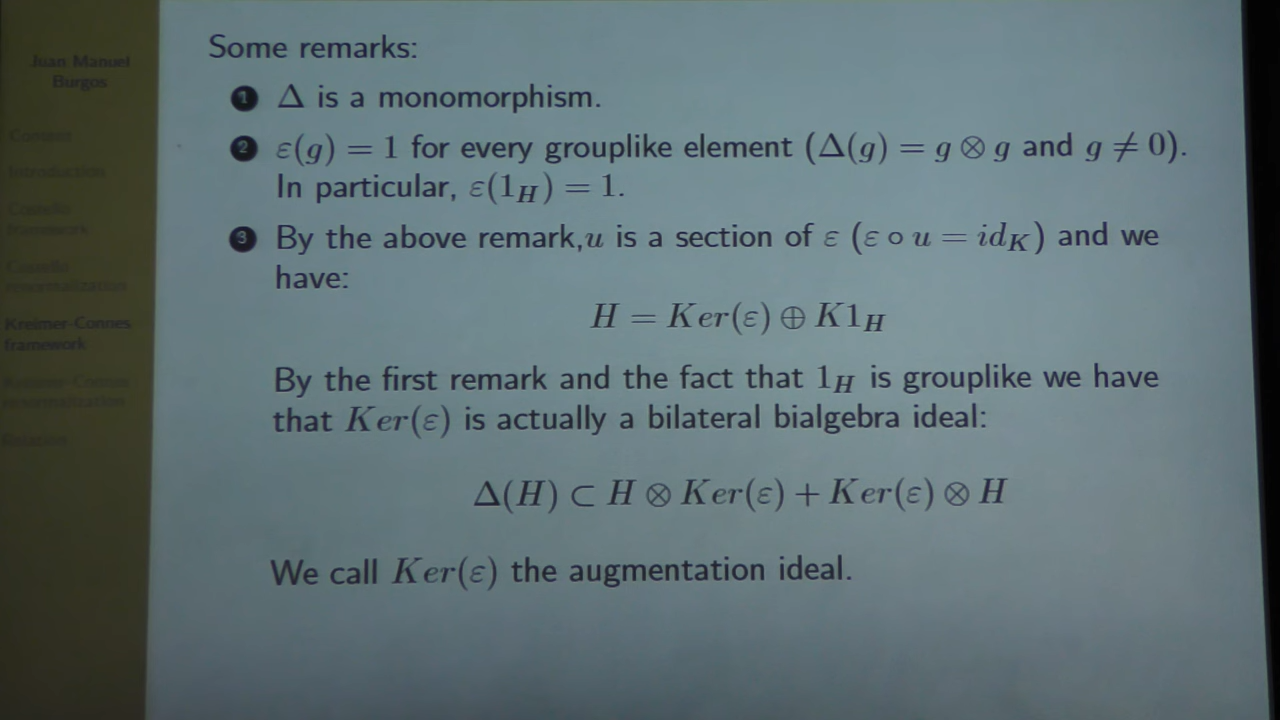 Juan Manuel
Burgos
Kreimer-Connes
framework
Some remarks:
1 Δ is a monomorphism.
2 ε(g) = 1 for every grouplike element (Δ(g) = g ⊗ g and g ≠ 0).
In particular, ε(1_H) = 1.
3 By the above remark,u is a section of ε (ε ∘ u = id_K) and we
have:
H = Ker(ε) ⊕ K1_H
By the first remark and the fact that 1_H is grouplike we have
that Ker(ε) is actually a bilateral bialgebra ideal:
Δ(H) ⊂ H ⊗ Ker(ε) + Ker(ε) ⊗ H
We call Ker(ε) the augmentation ideal.